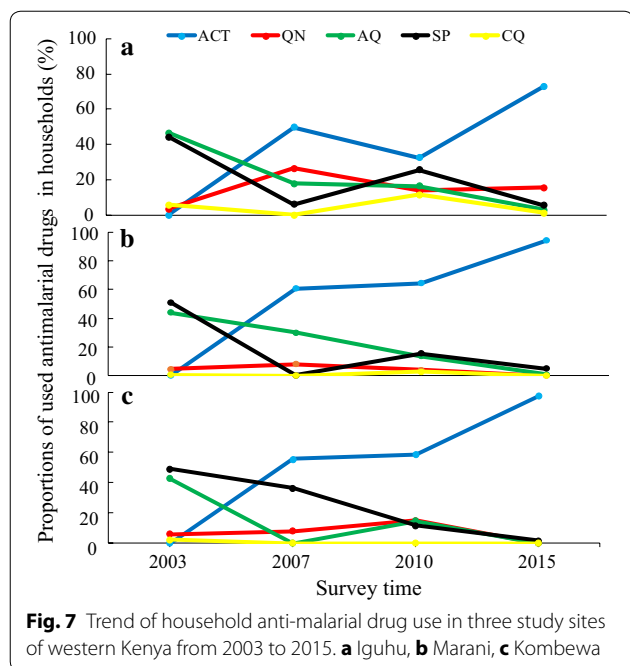 ACT QN AQ SP CQ
Proportions of used antimalarial drugs in households (%)
a
100
80
60
40
20
0
b
100
80
60
40
20
0
c
100
80
60
40
20
0
2003 2007 2010 2015
Survey time
Fig. 7 Trend of household anti-malarial drug use in three study sites
of western Kenya from 2003 to 2015. a Iguhu, b Marani, c Kombewa